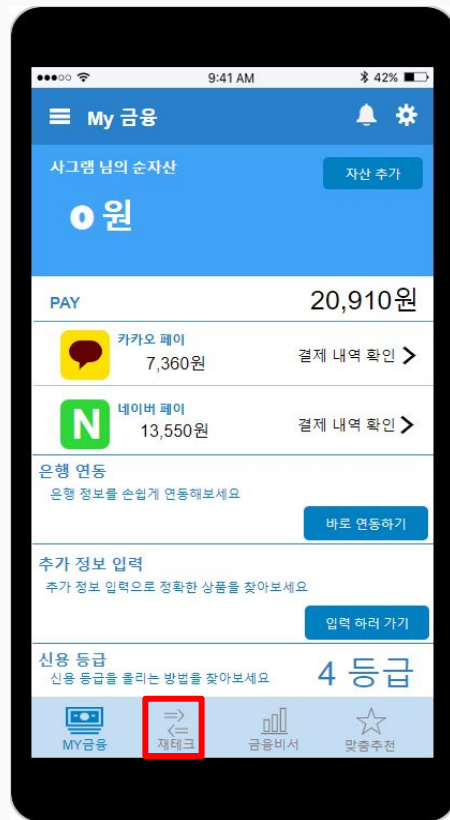 9:41 AM 42%
My 금융
사그램 님의 순자산 자산 추가
0 원
PAY 20,910원
카카오 페이
7,360원 결제 내역 확인
N 네이버 페이
13,550원 결제 내역 확인
은행 연동
은행 정보를 손쉽게 연동해보세요
바로 연동하기
추가 정보 입력
추가 정보 입력으로 정확한 상품을 찾아보세요
입력 하러 가기
신용 등급 4 등급
신용 등급을 올리는 방법을 찾아보세요
MY금융 재테크 금융비서 맞춤추천